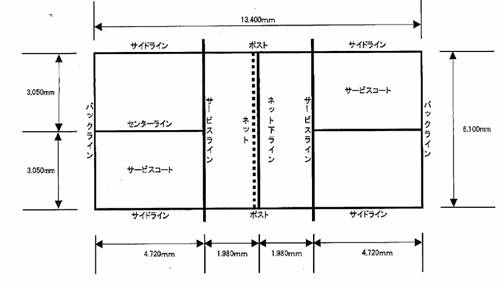 13.400mm
サイドライン
ポスト
サイドライン
3.050mm
バックライン
センターライン
サービスライン
ネット
ネット下ライン
サービスライン
サービスコート
バックライン
6.100mm
3.050mm
サービスコート
サイドライン
ポスト
サイドライン
4.720mm
1.980mm
1.980mm
4.720mm